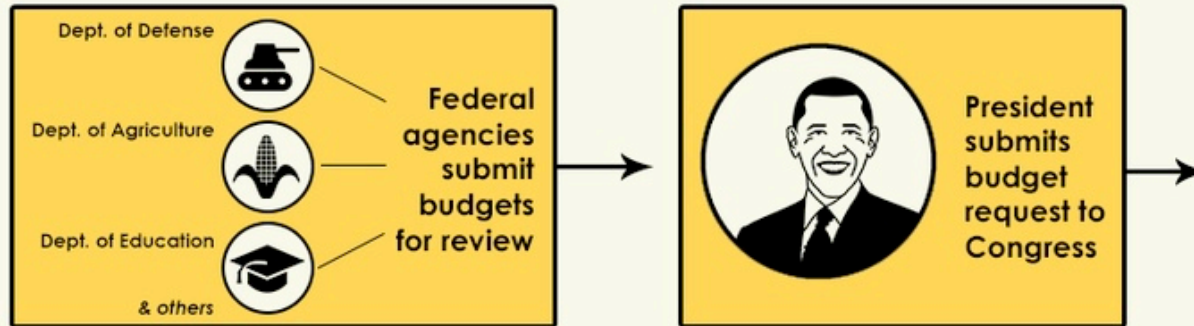 Dept. of Defense
Dept. of Agriculture
Dept. of Education
& others
Federal
agencies
submit
budgets
for review
President
submits
budget
request to
Congress